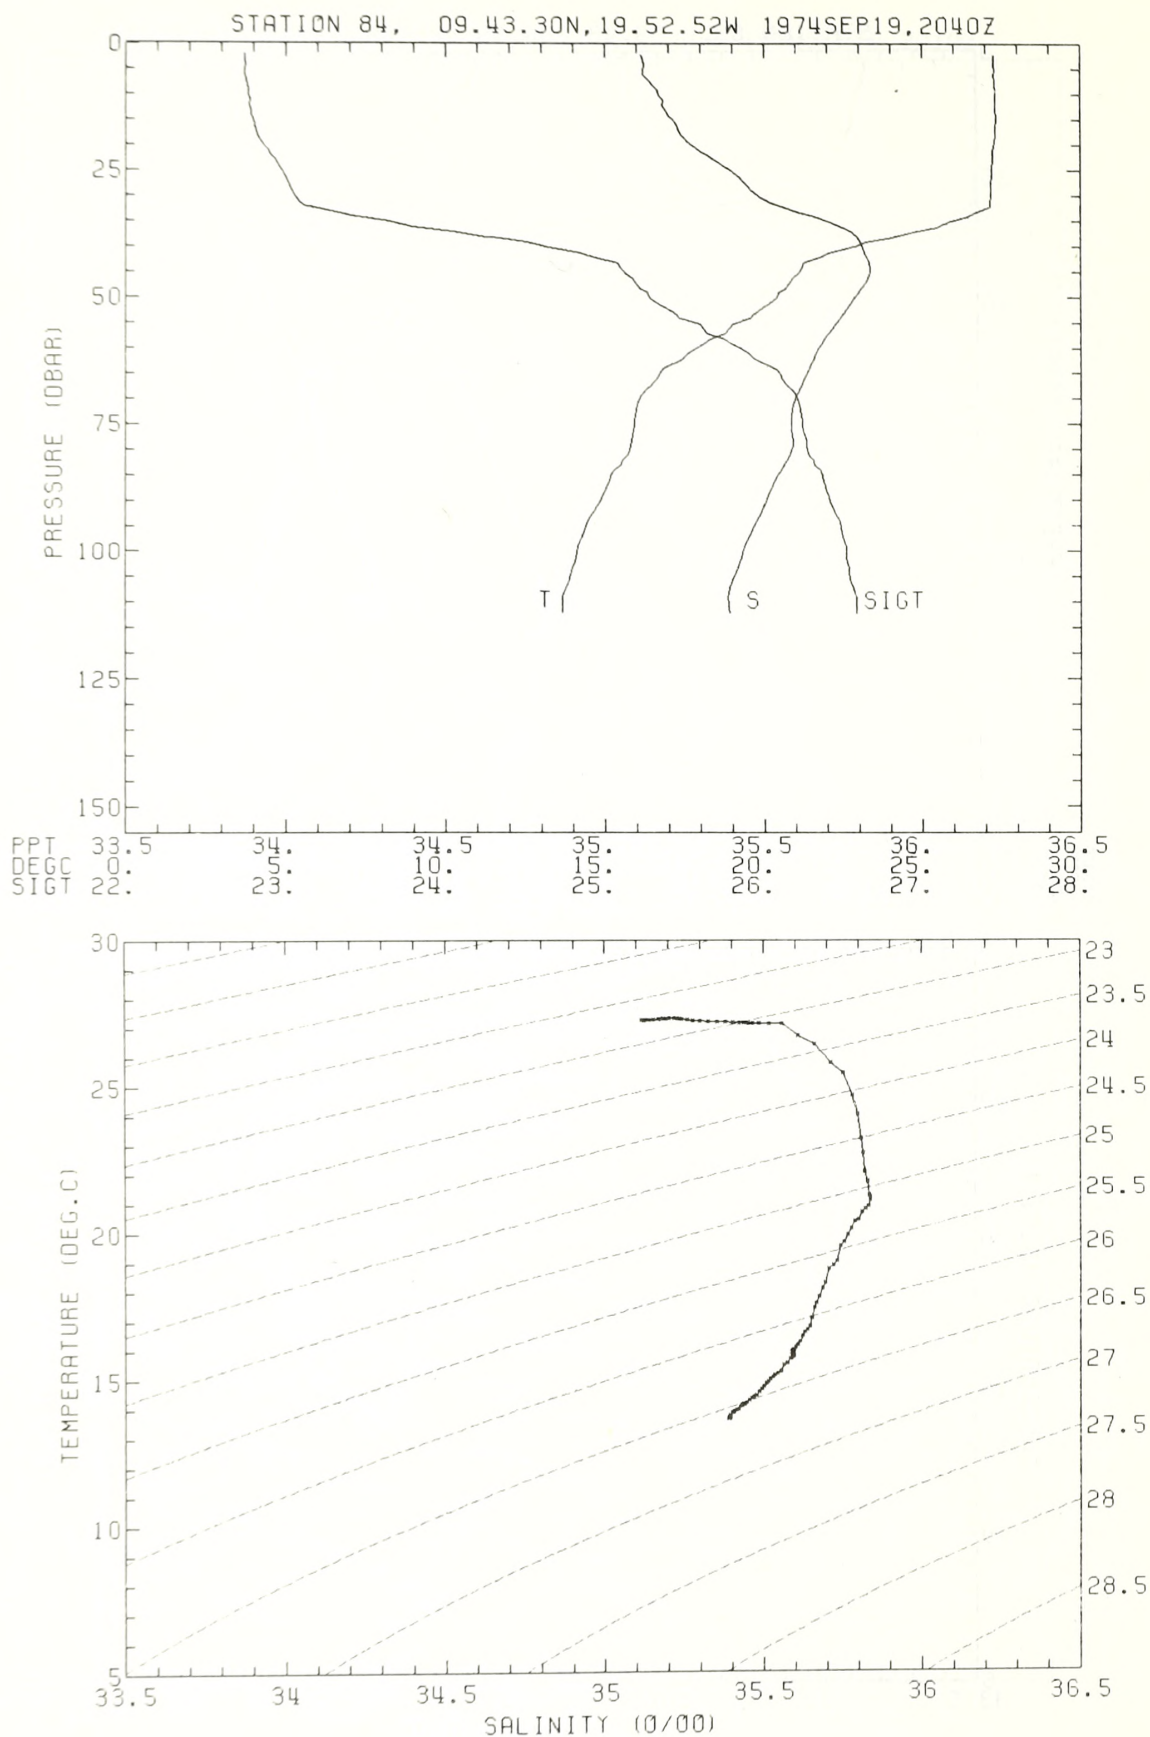 STATION 84, 09.43.30N,19.52.52W 1974SEP19,2040Z
0
25
50
75
100
125
150
PRESSURE (DBAR)
T
S
SIGT
PPT 33.5 34. 34.5 35. 35.5 36. 36.5
DEGC 0. 5. 10. 15. 20. 25. 30.
SIGT 22. 23. 24. 25. 26. 27. 28.
30
25
20
15
10
5
TEMPERATURE (DEG.C)
23
23.5
24
24.5
25
25.5
26
26.5
27
27.5
28
28.5
33.5 34 34.5 35 35.5 36 36.5
SALINITY (0/00)